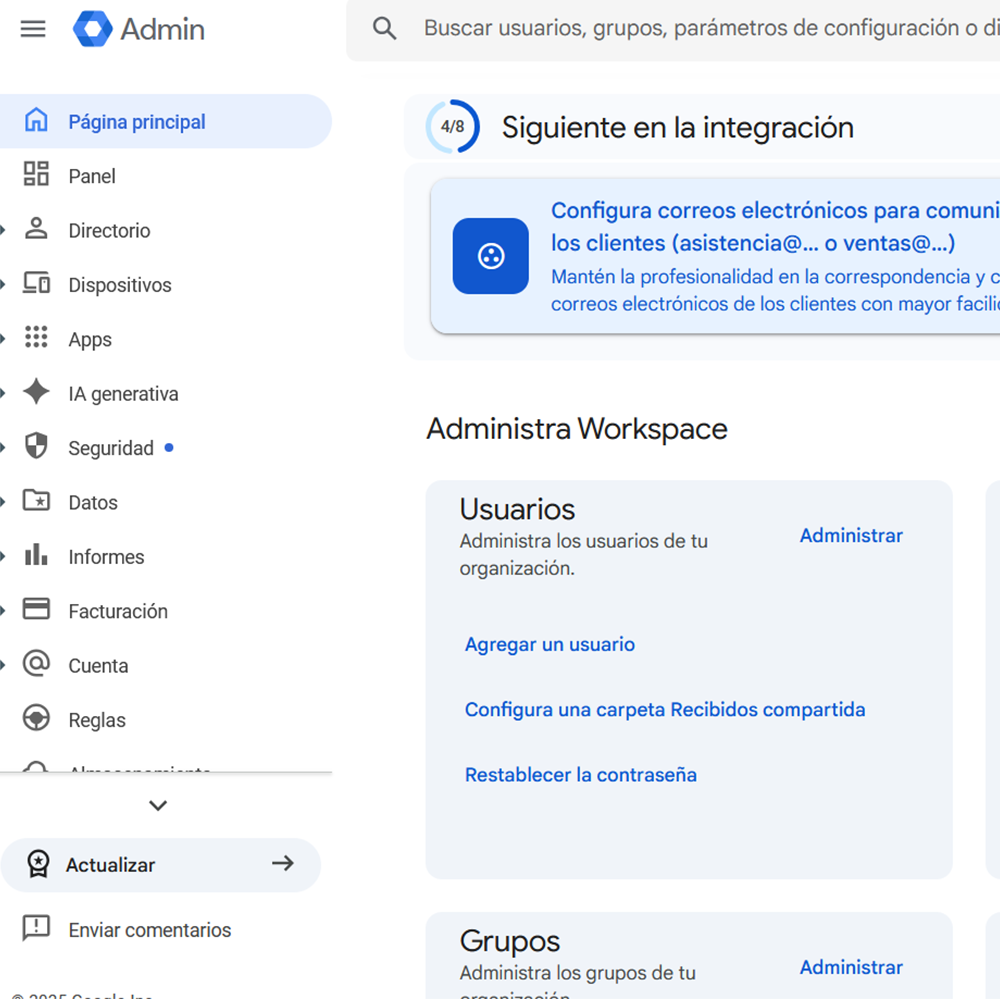 Admin
Buscar usuarios, grupos, parámetros de configuración o di
Página principal
Panel
Directorio
Dispositivos
Apps
IA generativa
Seguridad
Datos
Informes
Facturación
Cuenta
Reglas
Almacenamiento
Actualizar
Enviar comentarios
© 2025 Google Inc.
4/8
Siguiente en la integración
Configura correos electrónicos para comuni
los clientes (asistencia@... o ventas@...)
Mantén la profesionalidad en la correspondencia y c
correos electrónicos de los clientes con mayor facilid
Administra Workspace
Usuarios
Administra los usuarios de tu
organización.
Administrar
Agregar un usuario
Configura una carpeta Recibidos compartida
Restablecer la contraseña
Grupos
Administra los grupos de tu
organización.
Administrar